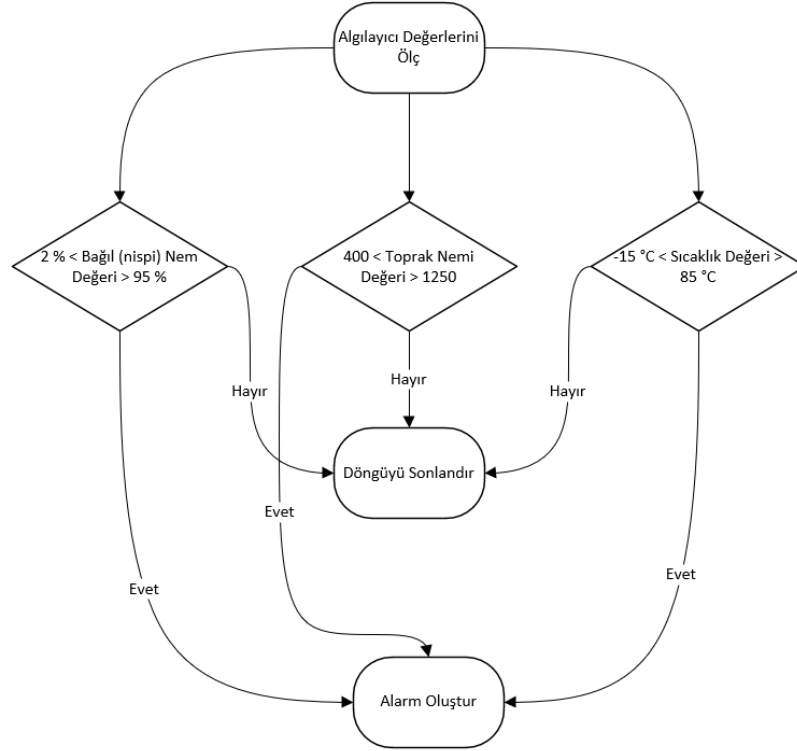 Algılayıcı Değerlerini
Ölç
2 % < Bağıl (nispi) Nem
Değeri > 95 %
400 < Toprak Nemi
Değeri > 1250
-15 °C < Sıcaklık Değeri >
85 °C
Hayır
Hayır
Hayır
Döngüyü Sonlandır
Evet
Evet
Evet
Alarm Oluştur